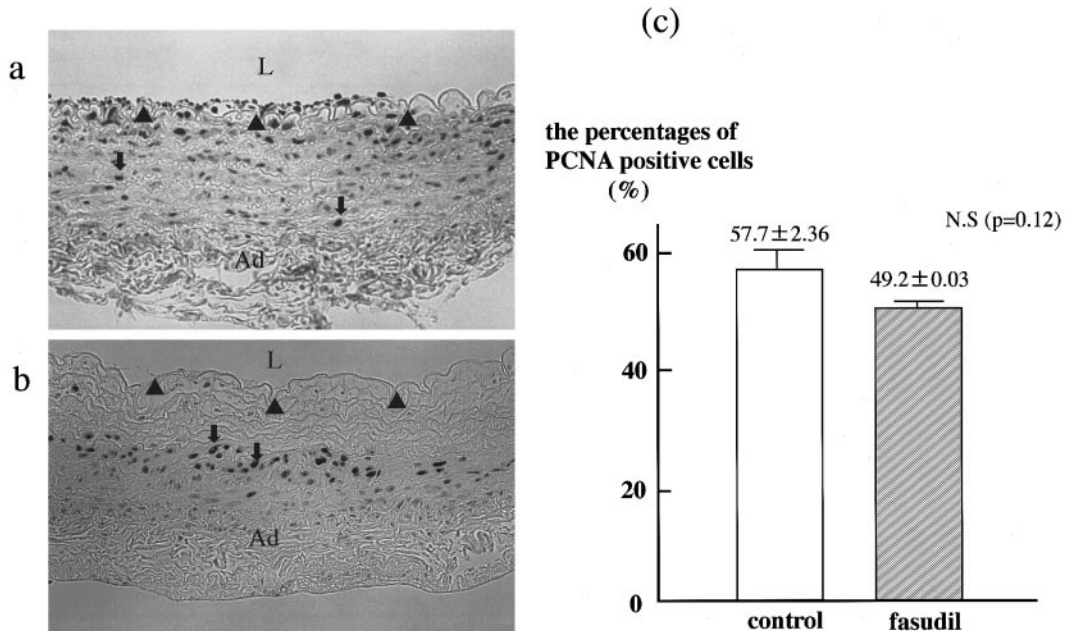 a
L
Ad
b
L
Ad
(c)
the percentages of
PCNA positive cells
(%)
N.S (p=0.12)
57.7±2.36
49.2±0.03
60
40
20
0
control
fasudil